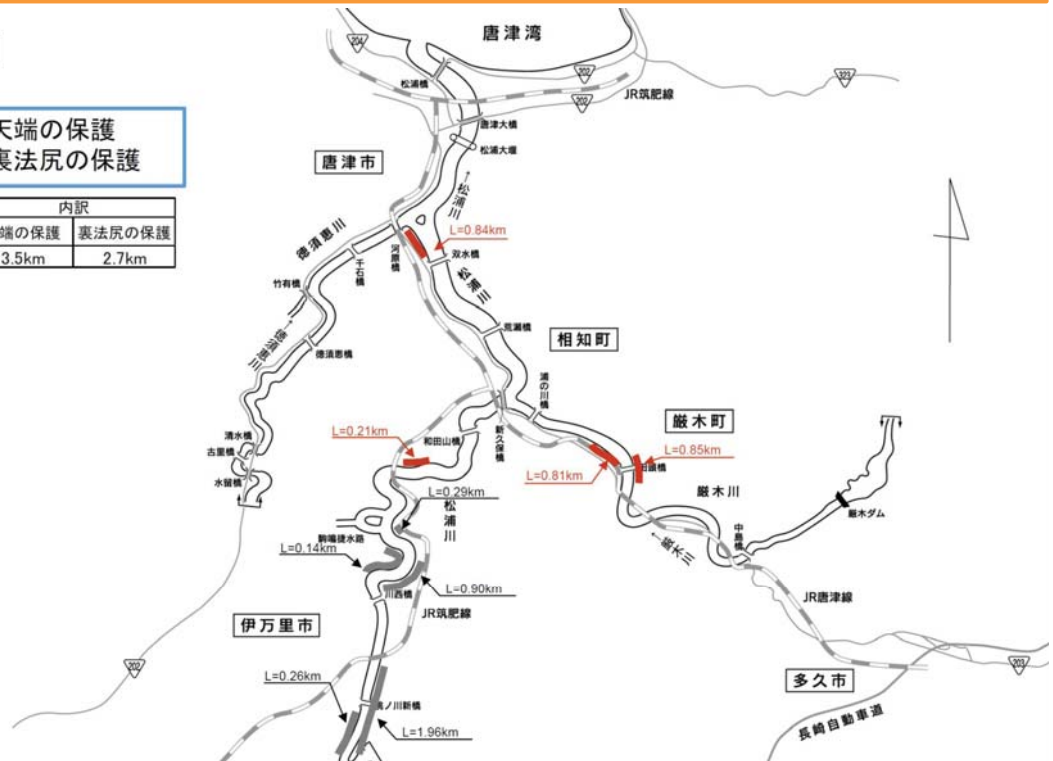 唐津湾
204
202
323
松浦橋
JR筑肥線
202
天端の保護
裏法尻の保護
唐津大橋
松浦大堰
唐津市
内訳
端の保護 裏法尻の保護
3.5km 2.7km
←松浦川
徳須恵川
L=0.84km
河原橋
双水橋
千石橋
松浦川
竹有橋
←徳須恵川
荒瀬橋
相知町
徳須恵橋
浦の川橋
厳木町
L=0.21km
和田山橋
新久保橋
清水橋
古里橋
L=0.85km
田頭橋
L=0.81km
水留橋
L=0.29km
厳木川
松浦川
厳木ダム
駒鳴捷水路
中島橋
L=0.14km
←厳木川
川西橋
L=0.90km
JR唐津線
JR筑肥線
伊万里市
202
203
L=0.26km
多久市
ノ川新橋
長崎自動車道
L=1.96km